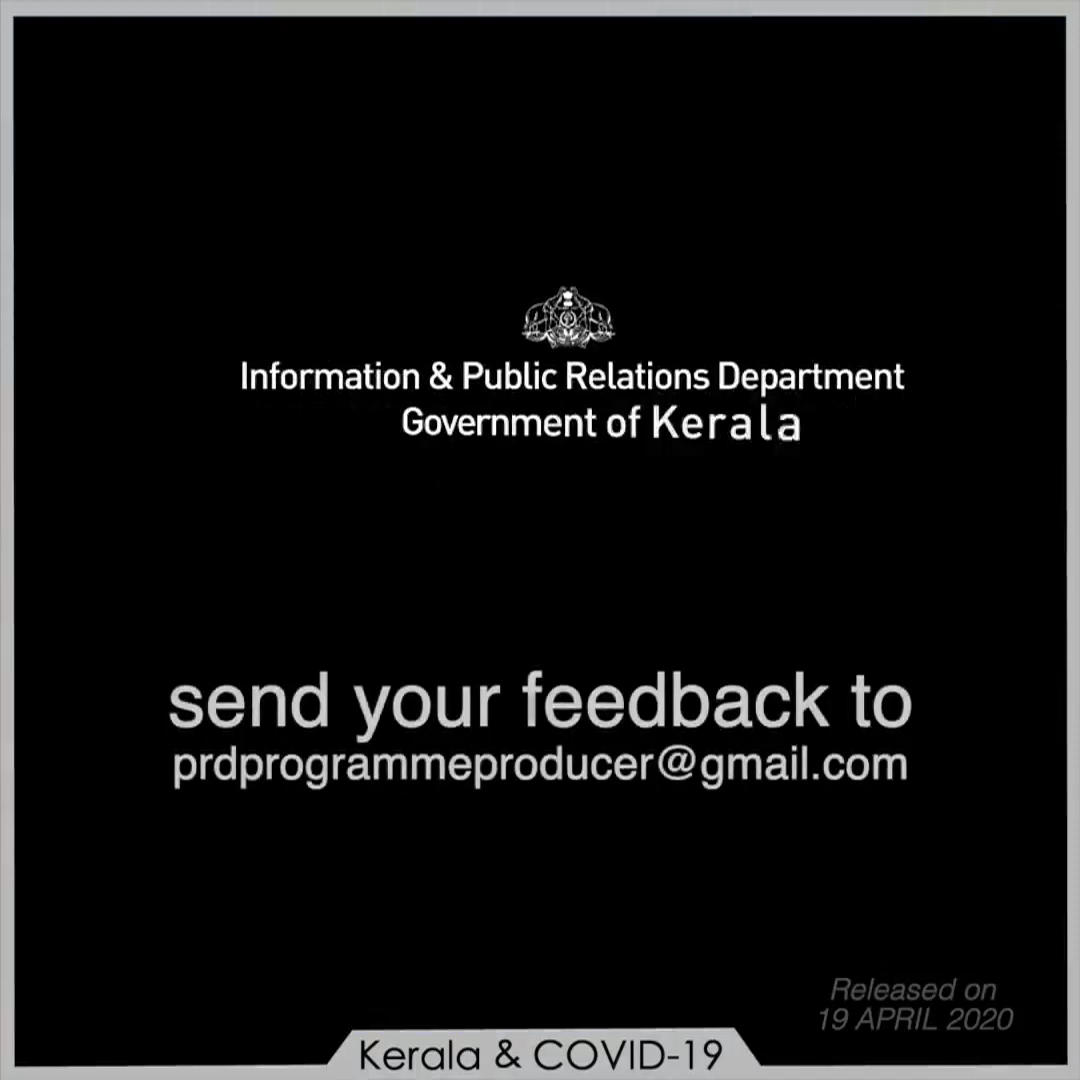 Information & Public Relations Department
Government of Kerala
send your feedback to
prdprogrammeproducer@gmail.com
Released on
19 APRIL 2020
Kerala & COVID-19